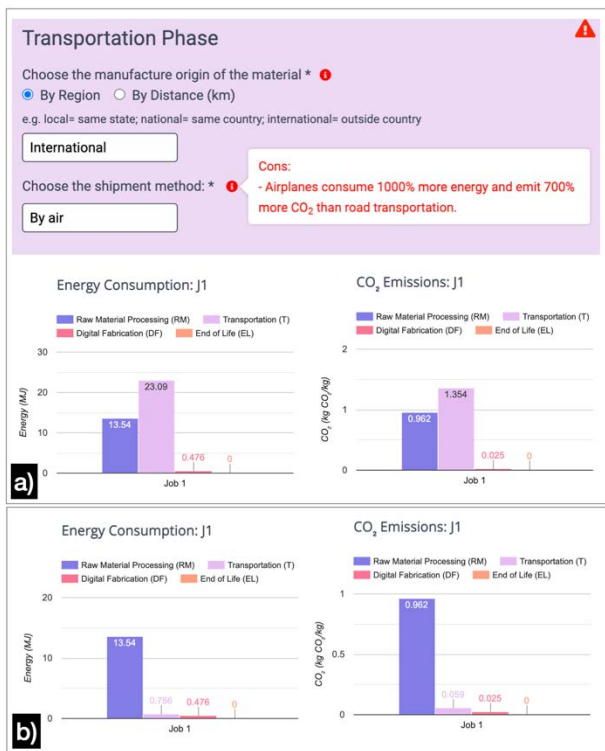 Transportation Phase
Choose the manufacture origin of the material *
By Region By Distance (km)
e.g. local= same state; national= same country; international= outside country
International
Choose the shipment method: *
By air
Cons:
- Airplanes consume 1000% more energy and emit 700%
more CO₂ than road transportation.
Energy Consumption: J1
Raw Material Processing (RM) Transportation (T)
Digital Fabrication (DF) End of Life (EL)
Energy (MJ)
30
20
10
0
13.54
23.09
0.476
0
Job 1
CO₂ Emissions: J1
Raw Material Processing (RM) Transportation (T)
Digital Fabrication (DF) End of Life (EL)
CO₂ (kg CO₂/kg)
2
1
0
0.962
1.354
0.025
0
Job 1
a)
Energy Consumption: J1
Raw Material Processing (RM) Transportation (T)
Digital Fabrication (DF) End of Life (EL)
Energy (MJ)
20
10
0
13.54
0.786
0.476
0
Job 1
CO₂ Emissions: J1
Raw Material Processing (RM) Transportation (T)
Digital Fabrication (DF) End of Life (EL)
CO₂ (kg CO₂/kg)
1
0.5
0
0.962
0.059
0.025
0
Job 1
b)